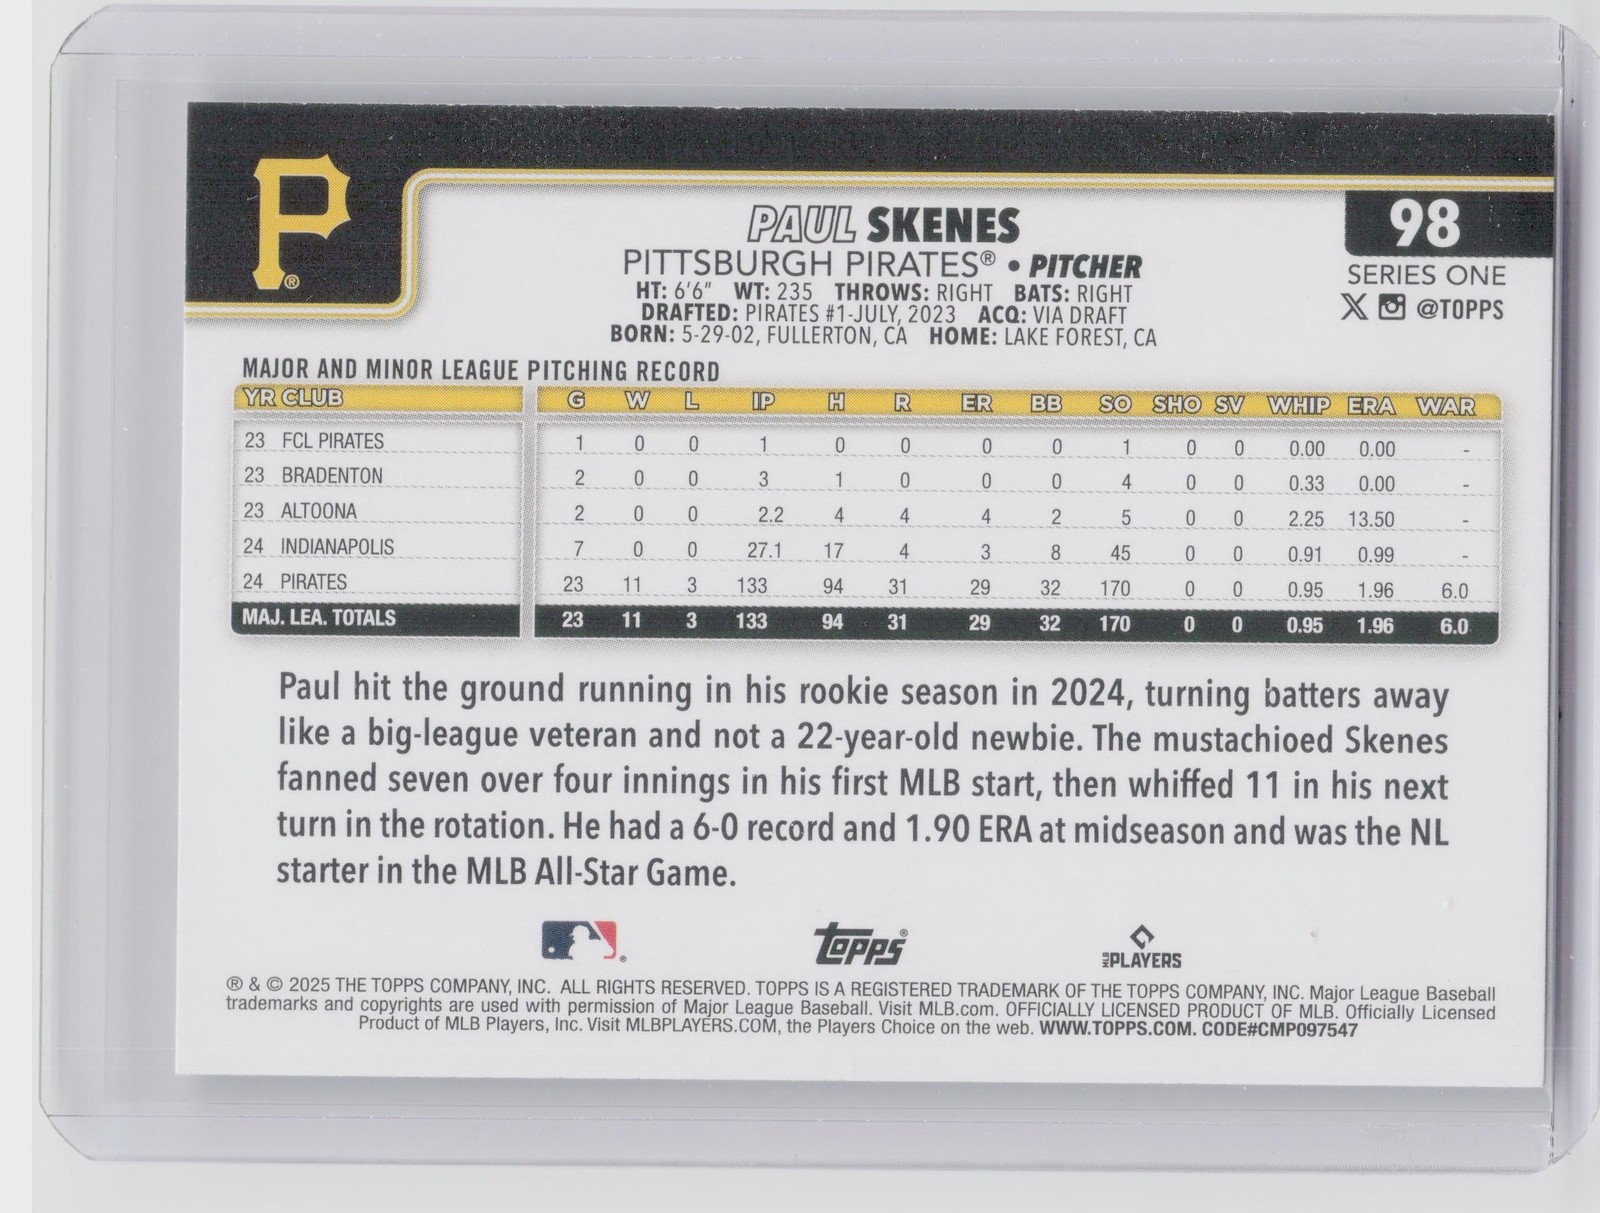 P®
PAUL SKENES
PITTSBURGH PIRATES® • PITCHER
HT: 6'6" WT: 235 THROWS: RIGHT BATS: RIGHT
DRAFTED: PIRATES #1-JULY, 2023 ACQ: VIA DRAFT
BORN: 5-29-02, FULLERTON, CA HOME: LAKE FOREST, CA
98
SERIES ONE
X @TOPPS
MAJOR AND MINOR LEAGUE PITCHING RECORD
YR CLUB G W L IP H R ER BB SO SHO SV WHIP ERA WAR
23 FCL PIRATES 1 0 0 1 0 0 0 0 1 0 0 0.00 0.00 -
23 BRADENTON 2 0 0 3 1 0 0 0 4 0 0 0.33 0.00 -
23 ALTOONA 2 0 0 2.2 4 4 4 2 5 0 0 2.25 13.50 -
24 INDIANAPOLIS 7 0 0 27.1 17 4 3 8 45 0 0 0.91 0.99 -
24 PIRATES 23 11 3 133 94 31 29 32 170 0 0 0.95 1.96 6.0
MAJ. LEA. TOTALS 23 11 3 133 94 31 29 32 170 0 0 0.95 1.96 6.0
Paul hit the ground running in his rookie season in 2024, turning batters away
like a big-league veteran and not a 22-year-old newbie. The mustachioed Skenes
fanned seven over four innings in his first MLB start, then whiffed 11 in his next
turn in the rotation. He had a 6-0 record and 1.90 ERA at midseason and was the NL
starter in the MLB All-Star Game.
® Topps® MLB PLAYERS
® & © 2025 THE TOPPS COMPANY, INC. ALL RIGHTS RESERVED. TOPPS IS A REGISTERED TRADEMARK OF THE TOPPS COMPANY, INC. Major League Baseball
trademarks and copyrights are used with permission of Major League Baseball. Visit MLB.com. OFFICIALLY LICENSED PRODUCT OF MLB. Officially Licensed
Product of MLB Players, Inc. Visit MLBPLAYERS.COM, the Players Choice on the web. WWW.TOPPS.COM. CODE#CMP097547